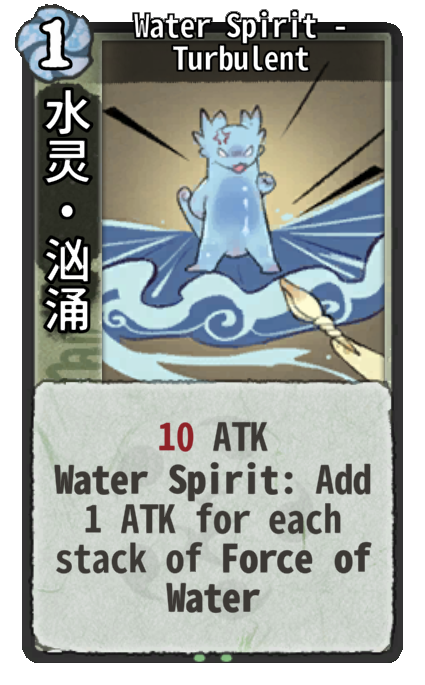 1
Water Spirit -
Turbulent
水灵·汹涌
10 ATK
Water Spirit: Add
1 ATK for each
stack of Force of
Water